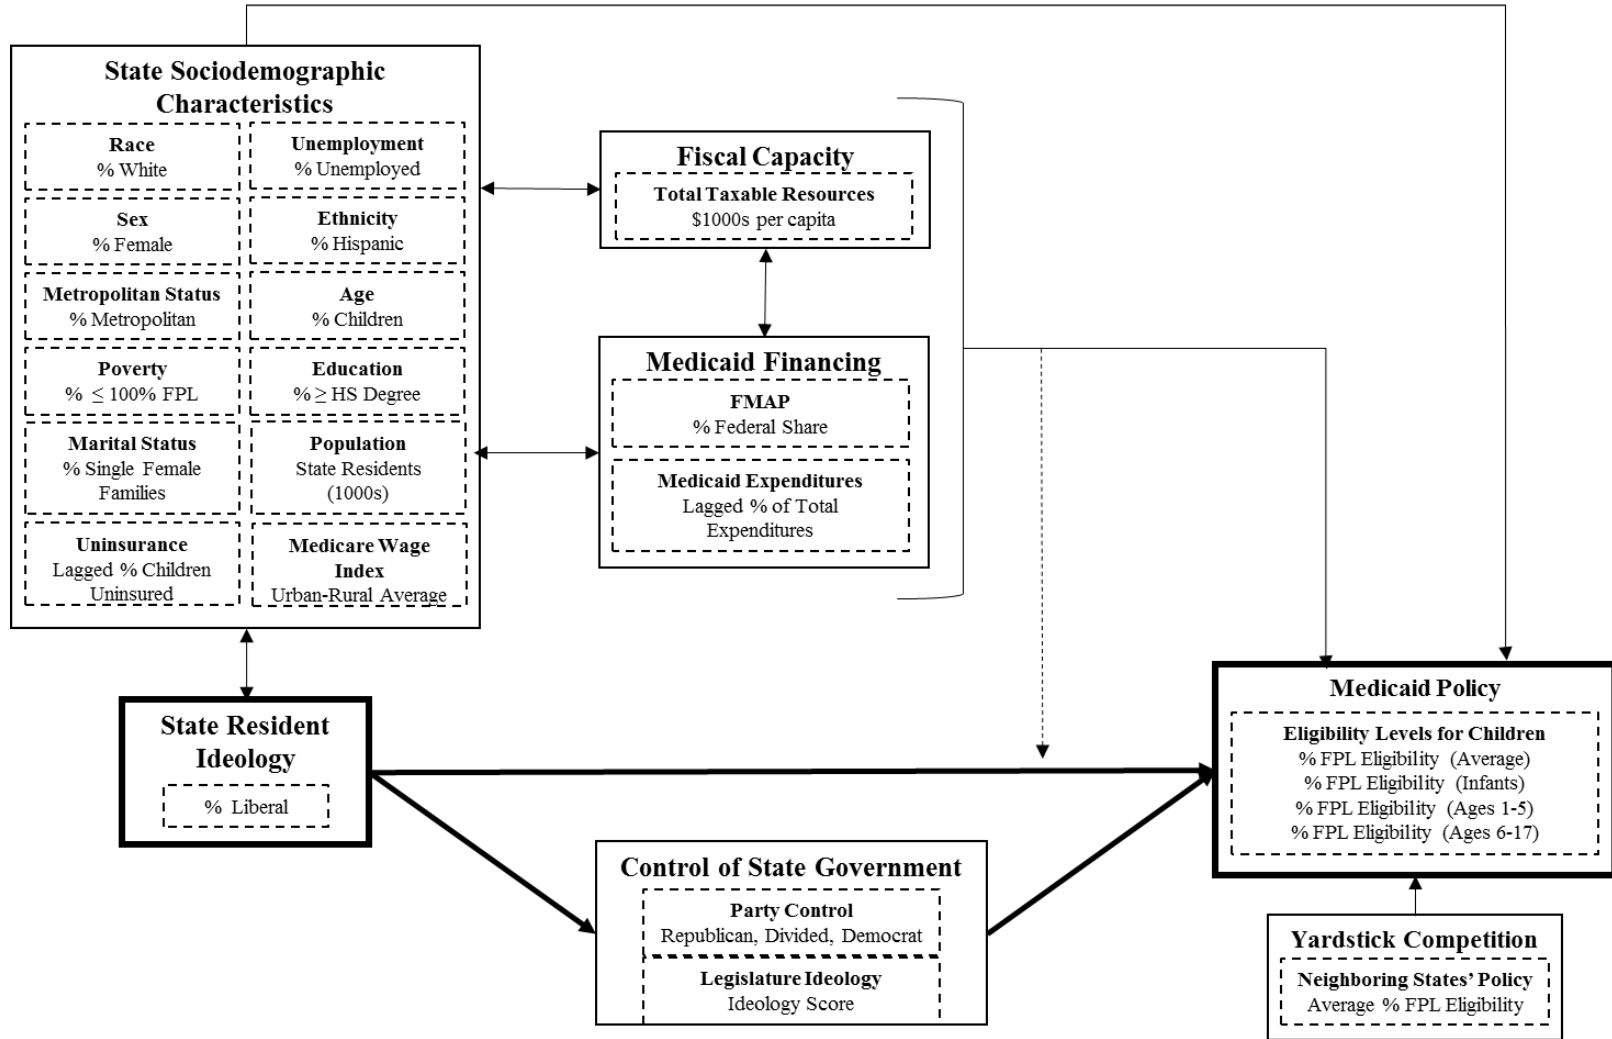 State Sociodemographic
Characteristics
Race
% White
Unemployment
% Unemployed
Sex
% Female
Ethnicity
% Hispanic
Metropolitan Status
% Metropolitan
Age
% Children
Poverty
% ≤ 100% FPL
Education
% ≥ HS Degree
Marital Status
% Single Female
Families
Population
State Residents
(1000s)
Uninsurance
Lagged % Children
Uninsured
Medicare Wage
Index
Urban-Rural Average
Fiscal Capacity
Total Taxable Resources
$1000s per capita
Medicaid Financing
FMAP
% Federal Share
Medicaid Expenditures
Lagged % of Total
Expenditures
State Resident
Ideology
% Liberal
Control of State Government
Party Control
Republican, Divided, Democrat
Legislature Ideology
Ideology Score
Medicaid Policy
Eligibility Levels for Children
% FPL Eligibility (Average)
% FPL Eligibility (Infants)
% FPL Eligibility (Ages 1-5)
% FPL Eligibility (Ages 6-17)
Yardstick Competition
Neighboring States’ Policy
Average % FPL Eligibility